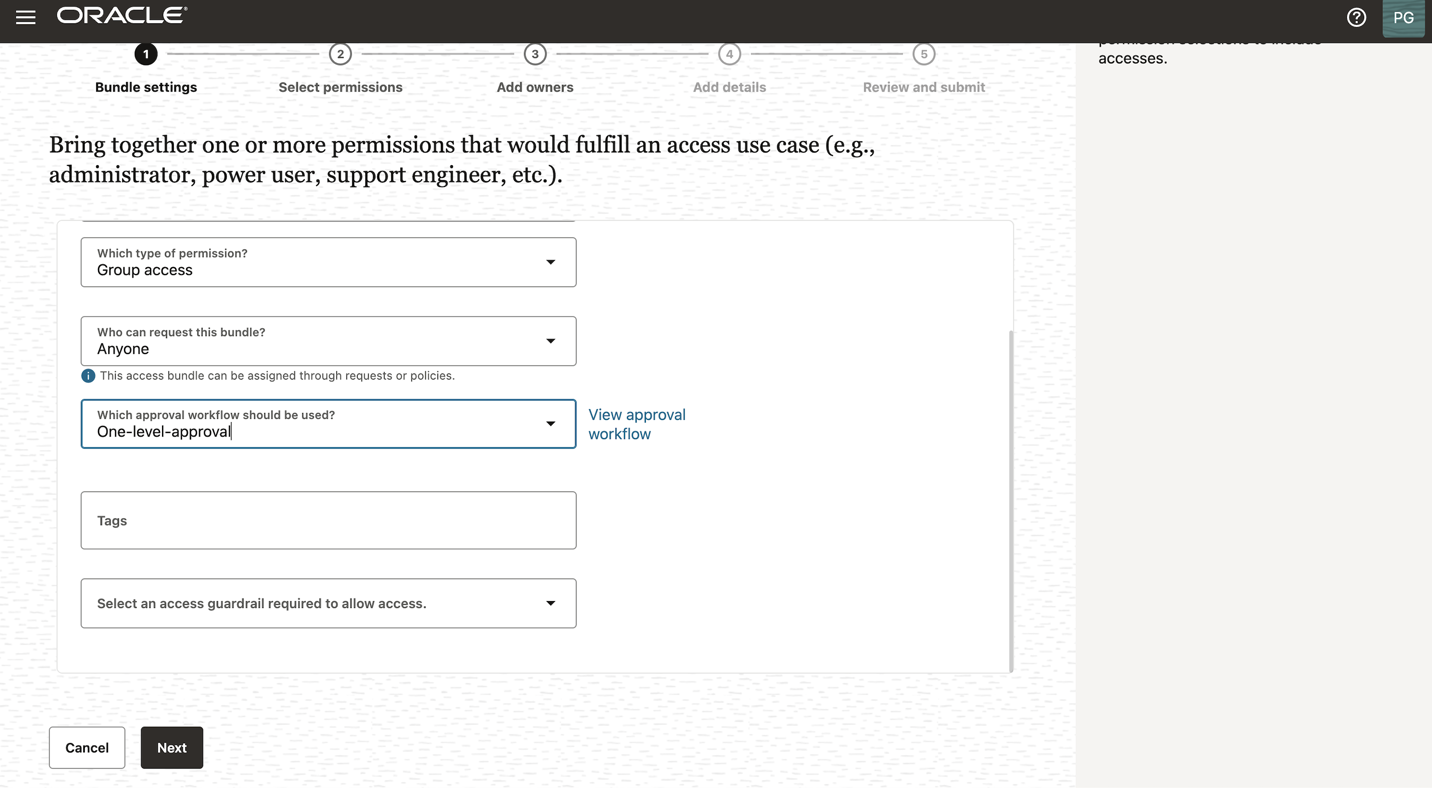 ORACLE
PG
1
2
3
4
5
Bundle settings
Select permissions
Add owners
Add details
Review and submit
accesses.
Bring together one or more permissions that would fulfill an access use case (e.g.,
administrator, power user, support engineer, etc.).
Which type of permission?
Group access
Who can request this bundle?
Anyone
This access bundle can be assigned through requests or policies.
Which approval workflow should be used?
One-level-approval
View approval
workflow
Tags
Select an access guardrail required to allow access.
Cancel
Next